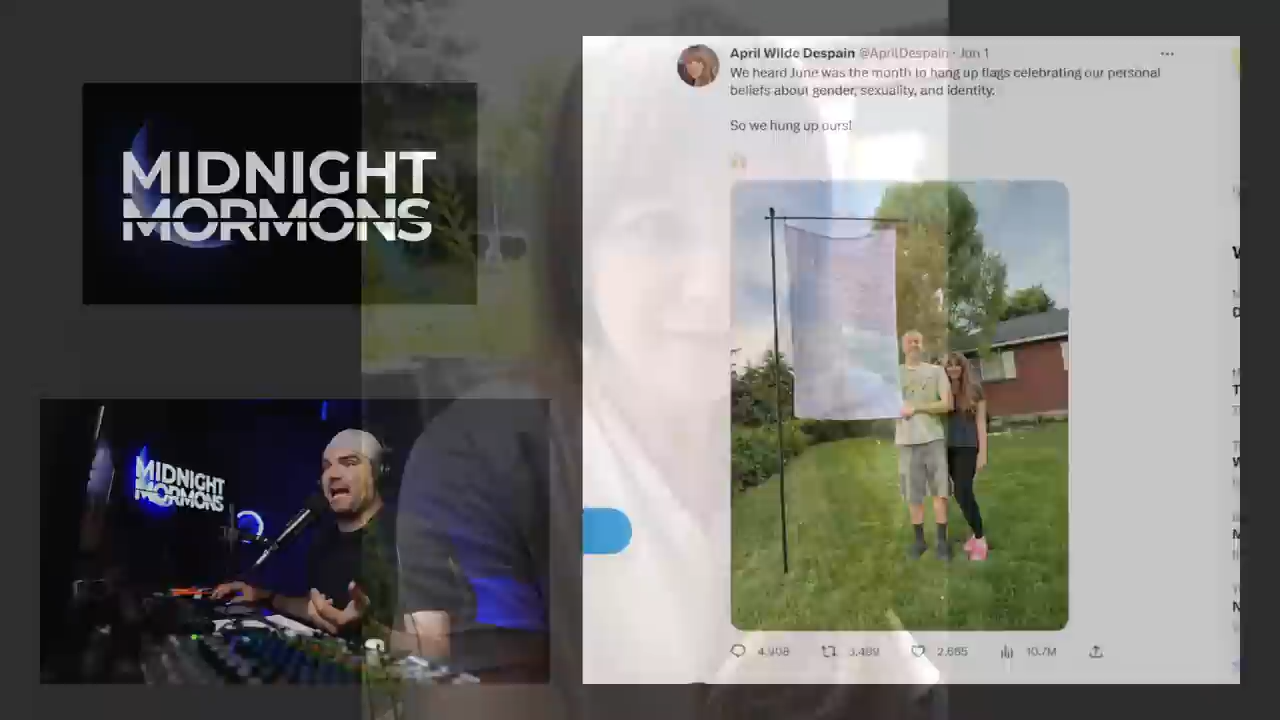 MIDNIGHT
MORMONS
MIDNIGHT
MORMONS
April Wilde Despain @AprilDespain · Jun 1
We heard June was the month to hang up flags celebrating our personal
beliefs about gender, sexuality, and identity.
So we hung up ours!
4,908 3,489 2,665 10.7M